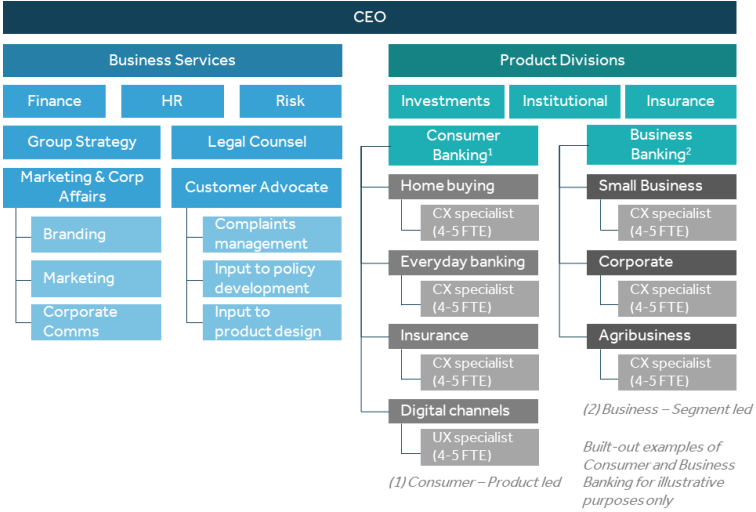 CEO
Business Services
Finance
HR
Risk
Group Strategy
Legal Counsel
Marketing & Corp
Affairs
Customer Advocate
Branding
Marketing
Corporate
Comms
Complaints
management
Input to policy
development
Input to
product design
Product Divisions
Investments
Institutional
Insurance
Consumer
Banking1
Home buying
CX specialist
(4-5 FTE)
Everyday banking
CX specialist
(4-5 FTE)
Insurance
CX specialist
(4-5 FTE)
Digital channels
UX specialist
(4-5 FTE)
(1) Consumer – Product led
Business
Banking2
Small Business
CX specialist
(4-5 FTE)
Corporate
CX specialist
(4-5 FTE)
Agribusiness
CX specialist
(4-5 FTE)
(2) Business – Segment led
Built-out examples of
Consumer and Business
Banking for illustrative
purposes only